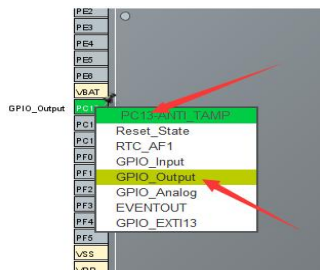 PE2
PE3
PE4
PE5
PE6
VBAT
GPIO_Output
PC1
PC13-ANTI_TAMP
PC1
Reset_State
PC1
RTC_AF1
PF0
GPIO_Input
PF1
GPIO_Output
PF2
GPIO_Analog
PF3
EVENTOUT
PF4
GPIO_EXTI13
PF5
VSS